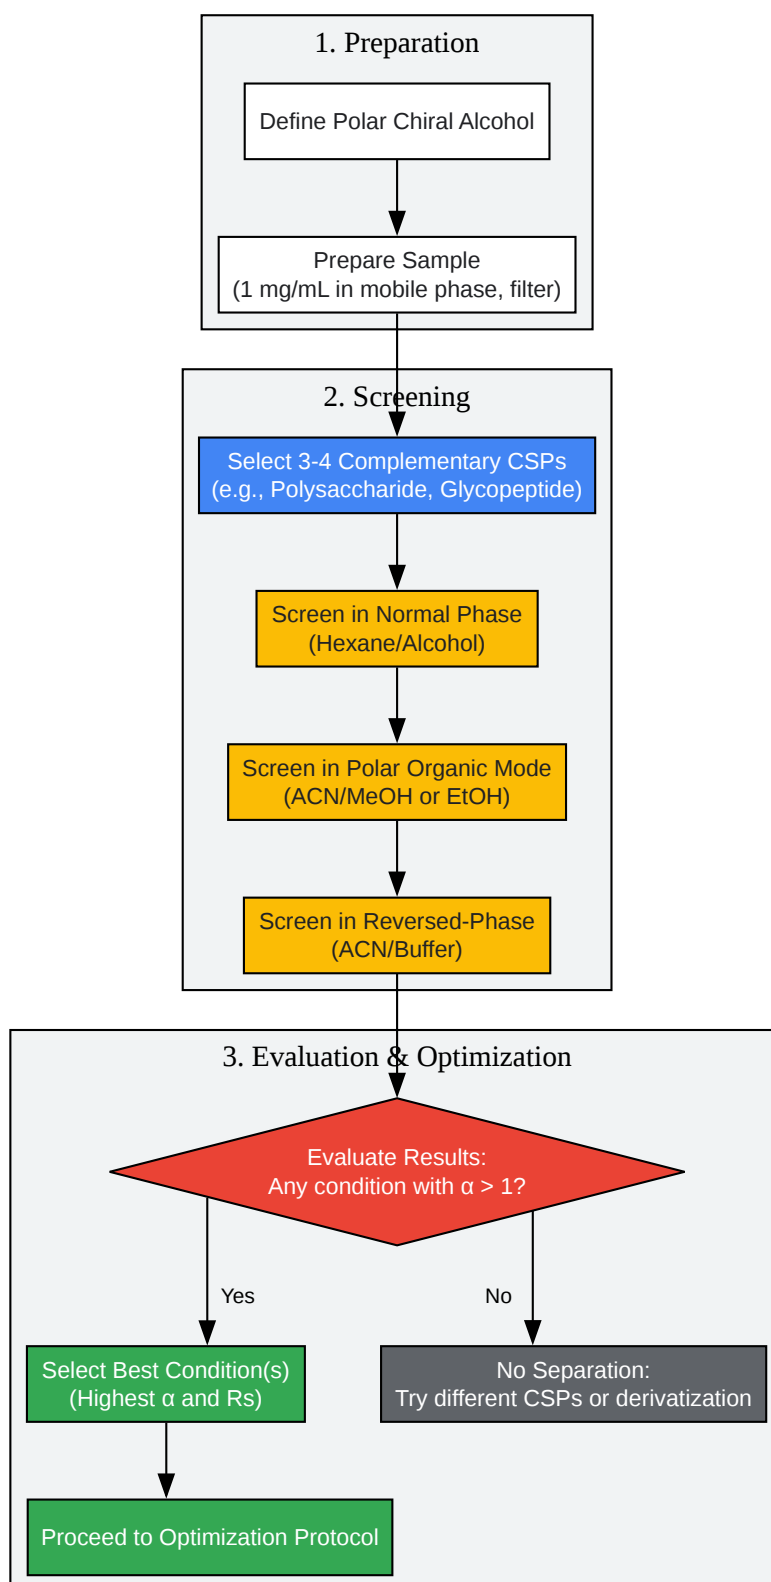 1. Preparation
Define Polar Chiral Alcohol
Prepare Sample
(1 mg/mL in mobile phase, filter)
2. Screening
Select 3-4 Complementary CSPs
(e.g., Polysaccharide, Glycopeptide)
Screen in Normal Phase
(Hexane/Alcohol)
Screen in Polar Organic Mode
(ACN/MeOH or EtOH)
Screen in Reversed-Phase
(ACN/Buffer)
3. Evaluation & Optimization
Evaluate Results:
Any condition with α > 1?
Yes
No
Select Best Condition(s)
(Highest α and Rs)
No Separation:
Try different CSPs or derivatization
Proceed to Optimization Protocol